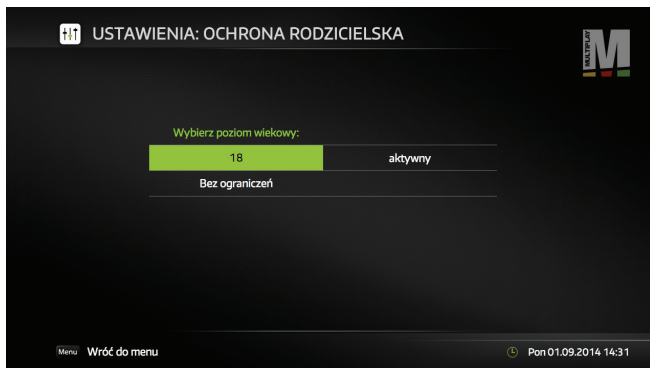 USTAWIENIA: OCHRONA RODZICIELSKA
MULTIPLAY
M
Wybierz poziom wiekowy:
18 aktywny
Bez ograniczeń
Menu Wróć do menu
Pon 01.09.2014 14:31